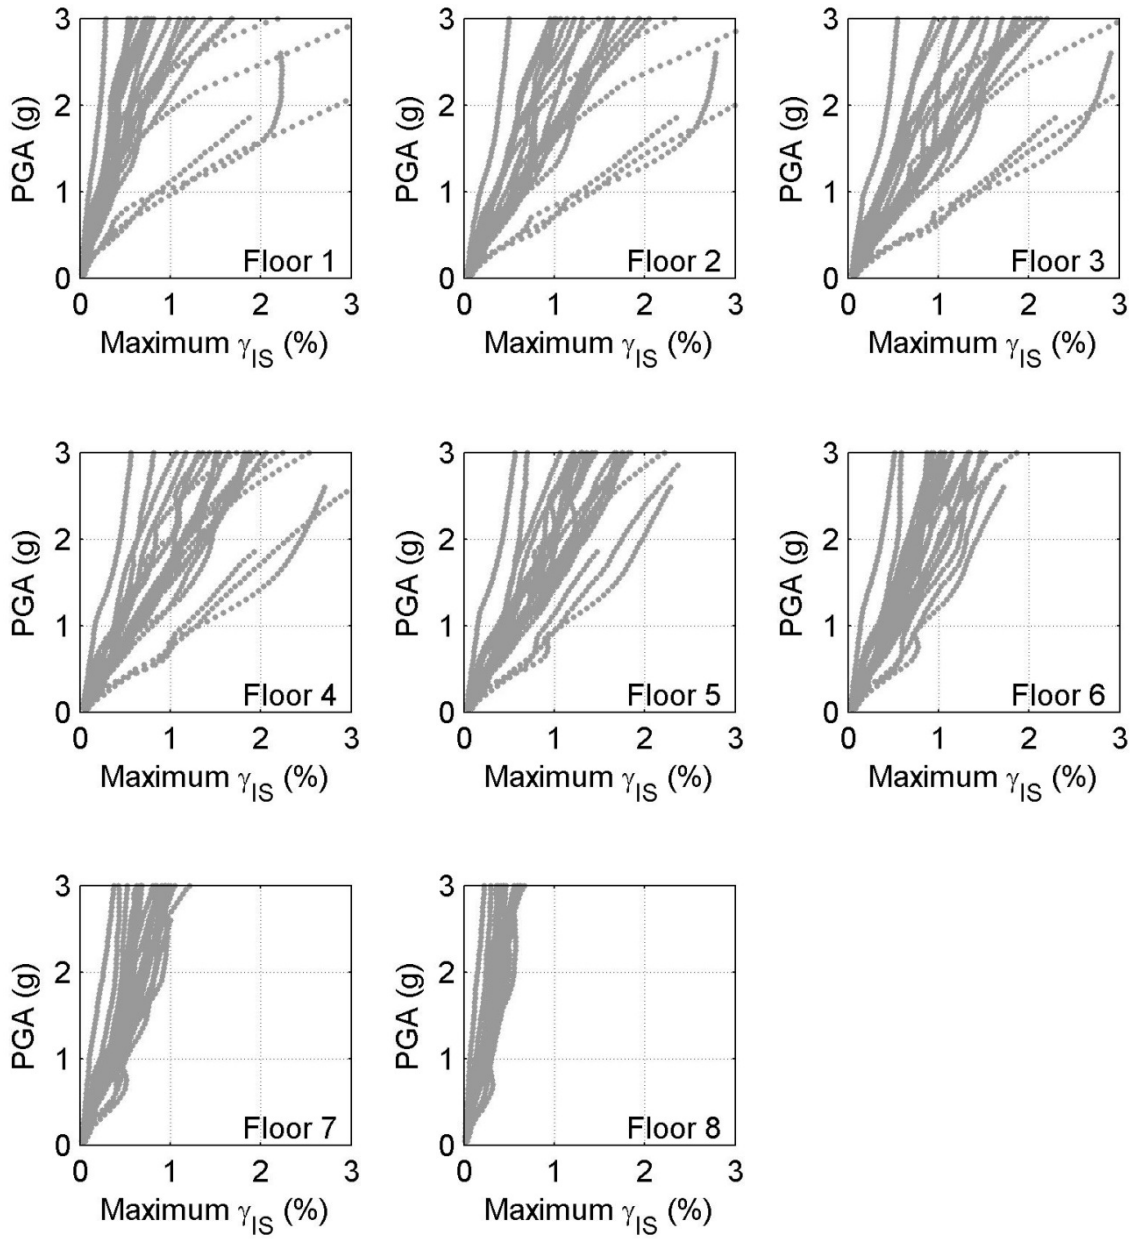 3
2
1
0
PGA (g)
Floor 1
0 1 2 3
Maximum γIS (%)
3
2
1
0
PGA (g)
Floor 2
0 1 2 3
Maximum γIS (%)
3
2
1
0
PGA (g)
Floor 3
0 1 2 3
Maximum γIS (%)
3
2
1
0
PGA (g)
Floor 4
0 1 2 3
Maximum γIS (%)
3
2
1
0
PGA (g)
Floor 5
0 1 2 3
Maximum γIS (%)
3
2
1
0
PGA (g)
Floor 6
0 1 2 3
Maximum γIS (%)
3
2
1
0
PGA (g)
Floor 7
0 1 2 3
Maximum γIS (%)
3
2
1
0
PGA (g)
Floor 8
0 1 2 3
Maximum γIS (%)